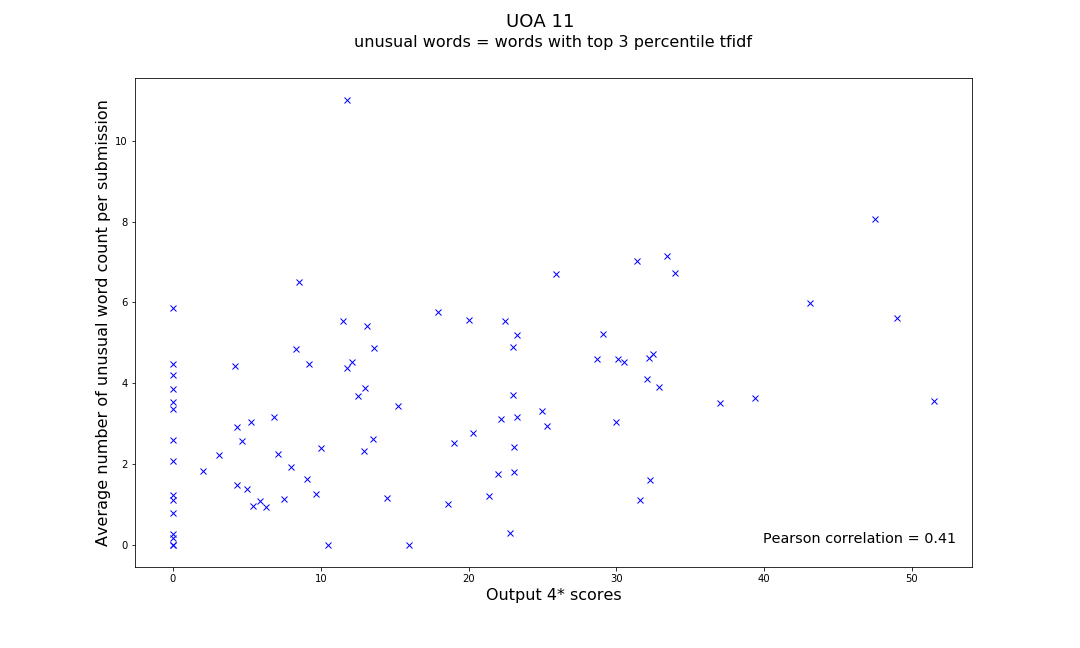 UOA 11
unusual words = words with top 3 percentile tfidf
Average number of unusual word count per submission
10
8
6
4
2
0
Pearson correlation = 0.41
0 10 20 30 40 50
Output 4* scores